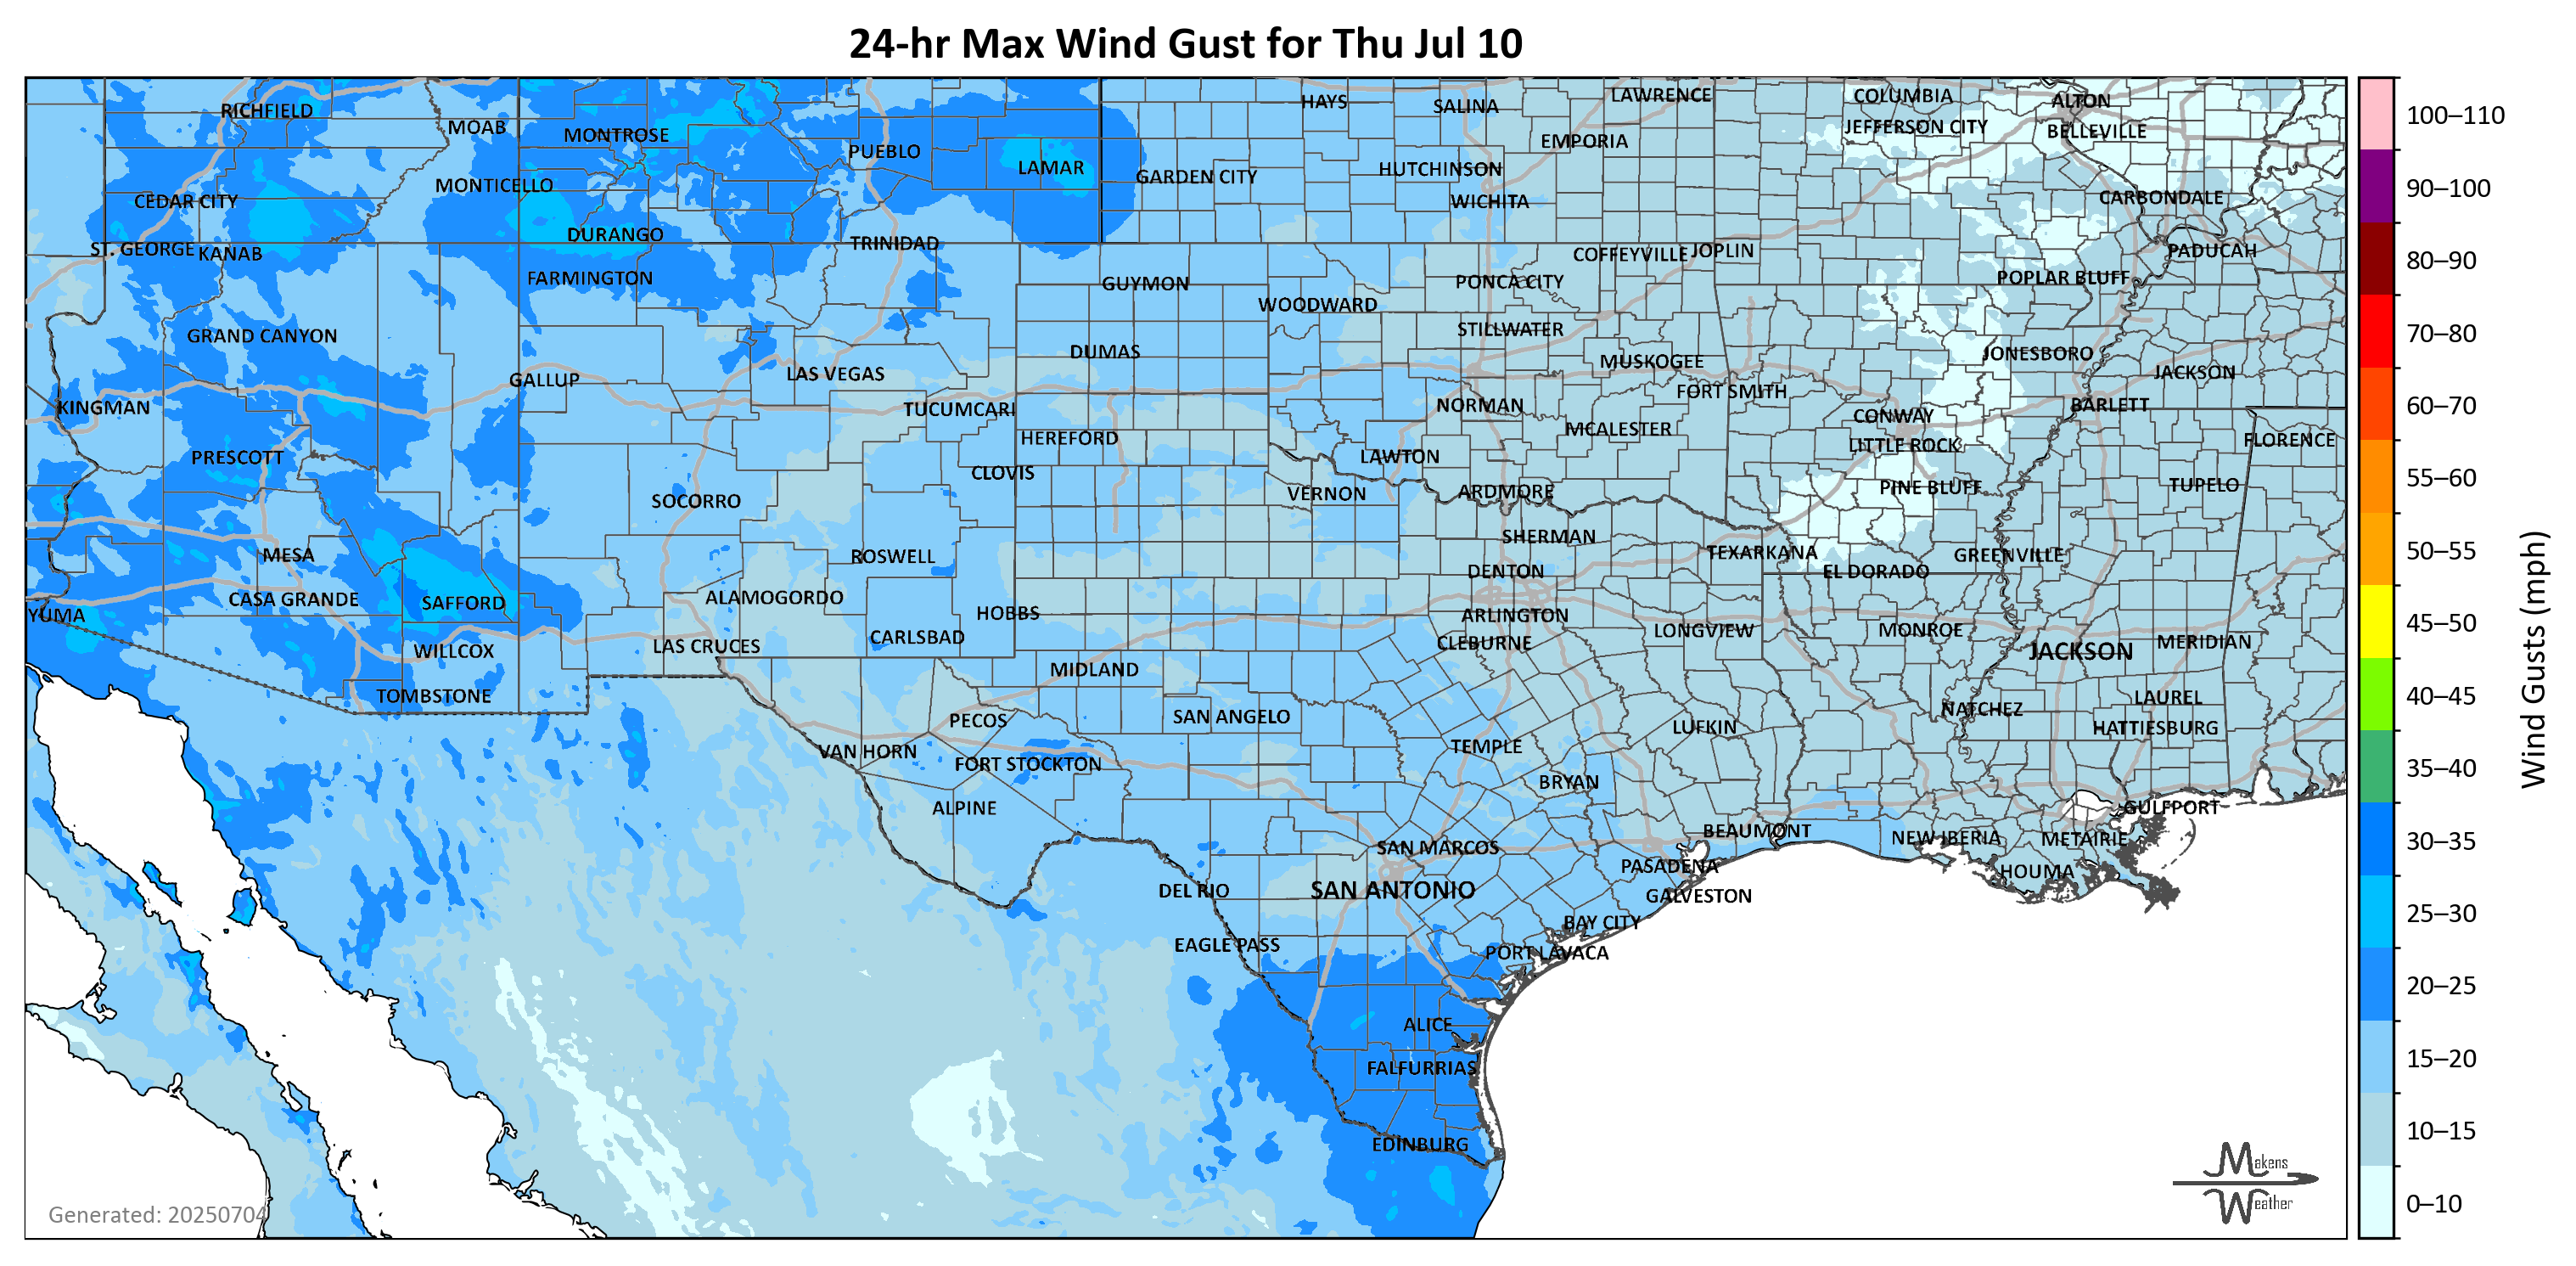 24-hr Max Wind Gust for Thu Jul 10
RICHFIELD
MOAB
MONTROSE
PUEBLO
LAMAR
HAYS
SALINA
LAWRENCE
COLUMBIA
ALTON
EMPORIA
JEFFERSON CITY
BELLEVILLE
CEDAR CITY
MONTICELLO
GARDEN CITY
HUTCHINSON
WICHITA
CARBONDALE
ST. GEORGE
KANAB
DURANGO
TRINIDAD
COFFEYVILLE
JOPLIN
PADUCAH
FARMINGTON
GUYMON
WOODWARD
PONCA CITY
POPLAR BLUFF
GRAND CANYON
DUMAS
STILLWATER
MUSKOGEE
JONESBORO
JACKSON
KINGMAN
GALLUP
LAS VEGAS
TUCUMCARI
NORMAN
FORT SMITH
CONWAY
BARLETT
PRESCOTT
HEREFORD
CLOVIS
LAWTON
MCALESTER
LITTLE ROCK
FLORENCE
SOCORRO
VERNON
ARDMORE
PINE BLUFF
TUPELO
MESA
ROSWELL
SHERMAN
TEXARKANA
GREENVILLE
DENTON
EL DORADO
YUMA
CASA GRANDE
SAFFORD
ALAMOGORDO
HOBBS
ARLINGTON
WILLCOX
LAS CRUCES
CARLSBAD
CLEBURNE
LONGVIEW
MONROE
JACKSON
MERIDIAN
TOMBSTONE
MIDLAND
PECOS
SAN ANGELO
NATCHEZ
LAUREL
HATTIESBURG
VAN HORN
FORT STOCKTON
TEMPLE
LUFKIN
ALPINE
BRYAN
GULFPORT
SAN MARCOS
BEAUMONT
NEW IBERIA
METAIRIE
DEL RIO
SAN ANTONIO
PASADENA
GALVESTON
HOUMA
EAGLE PASS
BAY CITY
PORT LAVACA
ALICE
FALFURRIAS
EDINBURG
Generated: 20250704
Makens
Weather
100–110
90–100
80–90
70–80
60–70
55–60
50–55
45–50
40–45
35–40
30–35
25–30
20–25
15–20
10–15
0–10
Wind Gusts (mph)